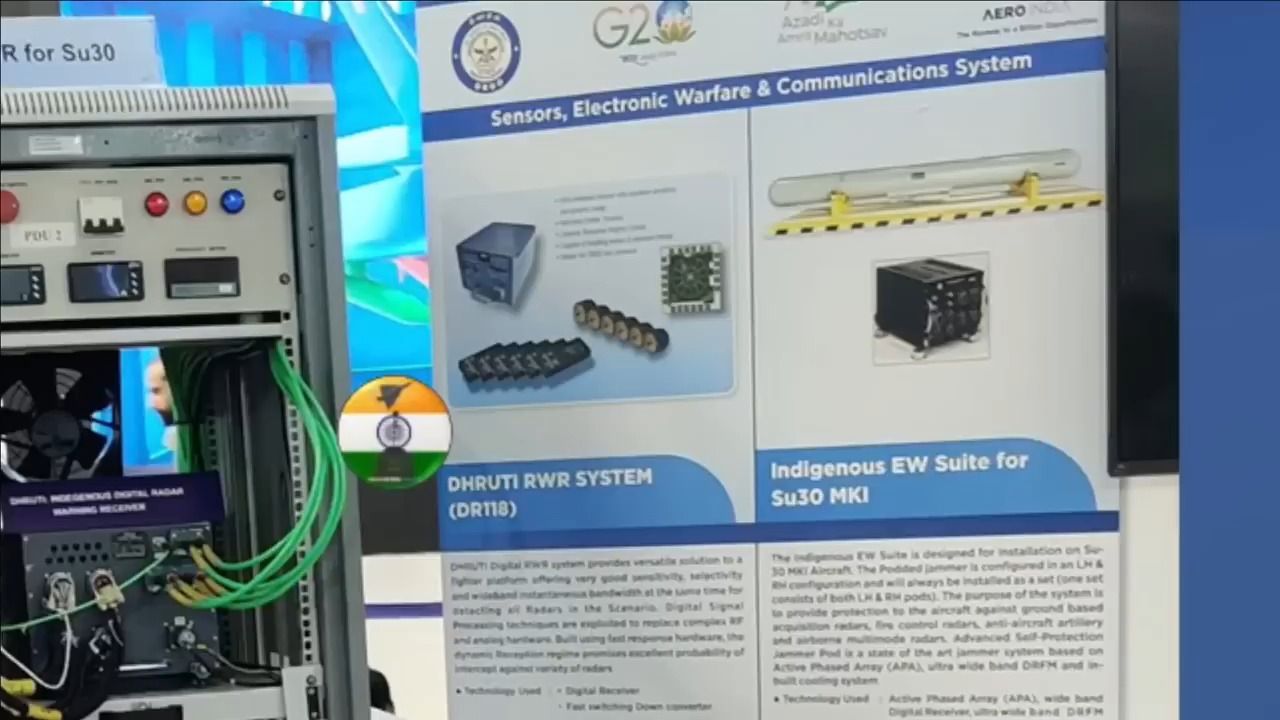 R for Su30
PDU 2
DHRUTI: INDEGENOUS DIGITAL RADAR
WARNING RECEIVER
G20
Azadi Ka
Amrit Mahotsav
AERO INDIA
The Runway to a Billion Opportunities
Sensors, Electronic Warfare & Communications System
DHRUTI RWR SYSTEM
(DR118)
DHRUTI Digital RWR system provides versatile solution to a
fighter platform offering very good sensitivity, selectivity
and wideband instantaneous bandwidth at the same time for
detecting all Radars in the Scenario. Digital Signal
Processing techniques are exploited to replace complex RF
and analog hardware. Built using fast response hardware, the
dynamic Reception regime promises excellent probability of
intercept against variety of radars
• Technology Used : • Digital Receiver
• Fast switching Down converter
Indigenous EW Suite for
Su30 MKI
The Indigenous EW Suite is designed for installation on Su-
30 MKI Aircraft. The Podded jammer is configured in an LH &
RH configuration and will always be installed as a set (one set
consists of both LH & RH pods). The purpose of the system is
to provide protection to the aircraft against ground based
acquisition radars, fire control radars, anti-aircraft artillery
and airborne multimode radars. Advanced Self-Protection
Jammer Pod is a state of the art jammer system based on
Active Phased Array (APA), ultra wide band DRFM and in-
built cooling system
• Technology Used : Active Phased Array (APA), wide band
Digital Receiver, ultra wide band DRFM